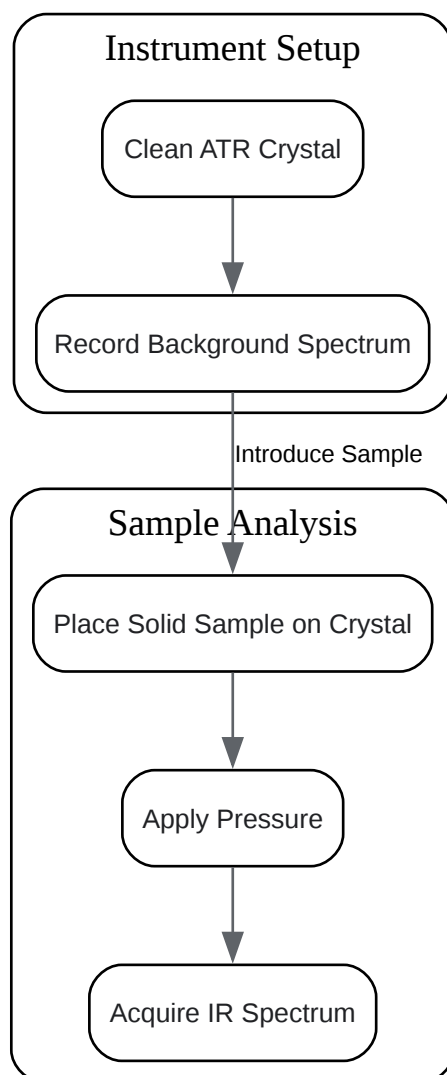 Instrument Setup
Clean ATR Crystal
Record Background Spectrum
Introduce Sample
Sample Analysis
Place Solid Sample on Crystal
Apply Pressure
Acquire IR Spectrum